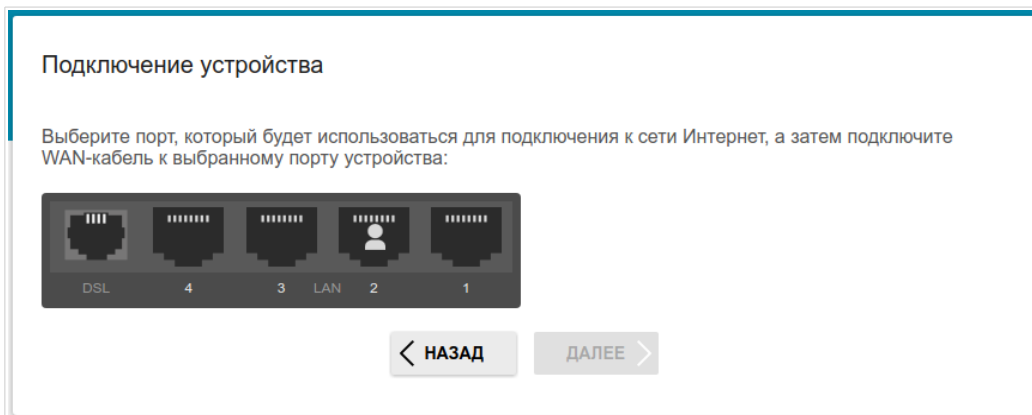 Подключение устройства
Выберите порт, который будет использоваться для подключения к сети Интернет, а затем подключите
WAN-кабель к выбранному порту устройства:
DSL 4 3 LAN 2 1
НАЗАД ДАЛЕЕ